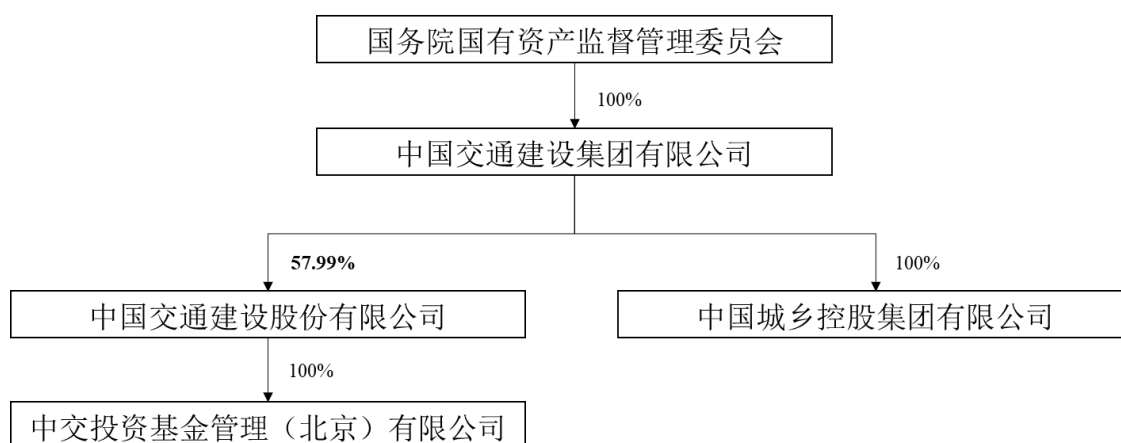 国务院国有资产监督管理委员会
100%
中国交通建设集团有限公司
57.99%
100%
中国交通建设股份有限公司
中国城乡控股集团有限公司
100%
中交投资基金管理（北京）有限公司